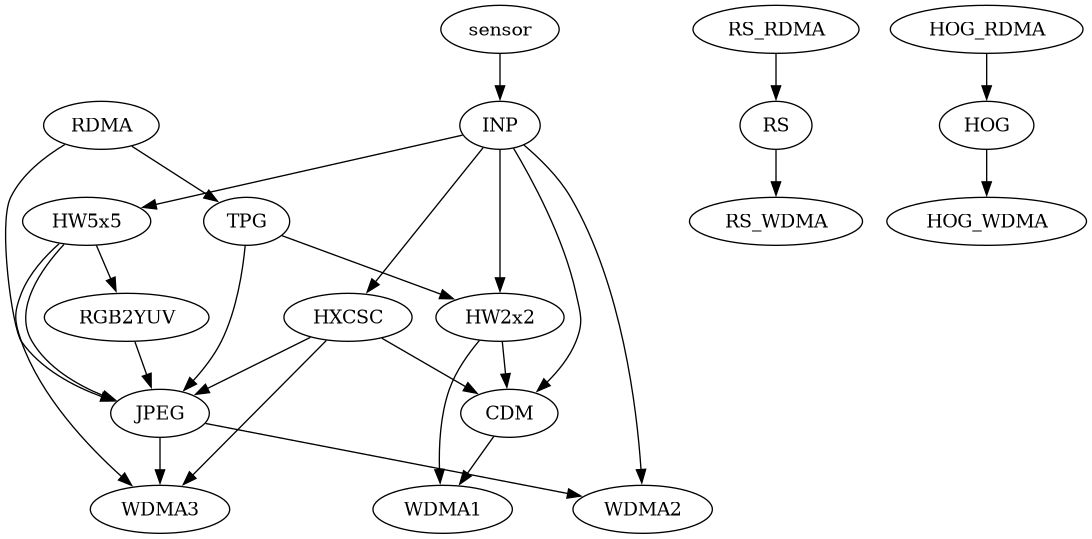 sensor
RS_RDMA
HOG_RDMA
RDMA
INP
RS
HOG
HW5x5
TPG
RS_WDMA
HOG_WDMA
RGB2YUV
HXCSC
HW2x2
JPEG
CDM
WDMA3
WDMA1
WDMA2